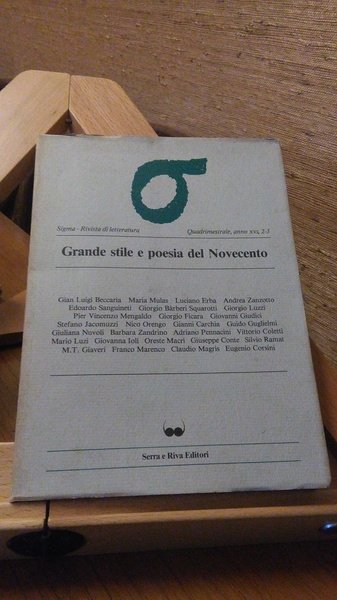 σ
Sigma - Rivista di letteratura Quadrimestrale, anno XVI, 2-3
Grande stile e poesia del Novecento
Gian Luigi Beccaria Maria Mulas Luciano Erba Andrea Zanzotto
Edoardo Sanguineti Giorgio Bàrberi Squarotti Giorgio Luzzi
Pier Vincenzo Mengaldo Giorgio Ficara Giovanni Giudici
Stefano Jacomuzzi Nico Orengo Gianni Carchia Guido Guglielmi
Giuliana Nuvoli Barbara Zandrino Adriano Pennacini Vittorio Coletti
Mario Luzi Giovanna Ioli Oreste Macrì Giuseppe Conte Silvio Ramat
M.T. Giaveri Franco Marenco Claudio Magris Eugenio Corsini
Serra e Riva Editori